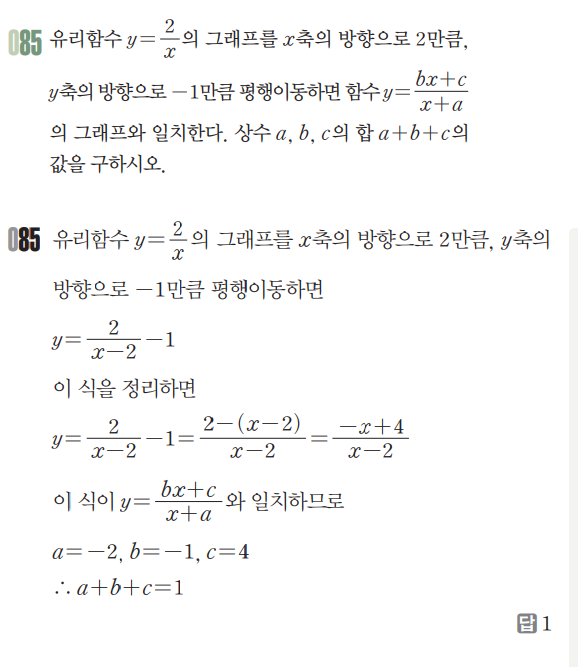 085 유리함수 y=2/x의 그래프를 x축의 방향으로 2만큼,
y축의 방향으로 -1만큼 평행이동하면 함수 y=(bx+c)/(x+a)
의 그래프와 일치한다. 상수 a, b, c의 합 a+b+c의
값을 구하시오.
085 유리함수 y=2/x의 그래프를 x축의 방향으로 2만큼, y축의
방향으로 -1만큼 평행이동하면
y=2/(x-2)-1
이 식을 정리하면
y=2/(x-2)-1=(2-(x-2))/(x-2)=(-x+4)/(x-2)
이 식이 y=(bx+c)/(x+a)와 일치하므로
a=-2, b=-1, c=4
∴ a+b+c=1
답 1